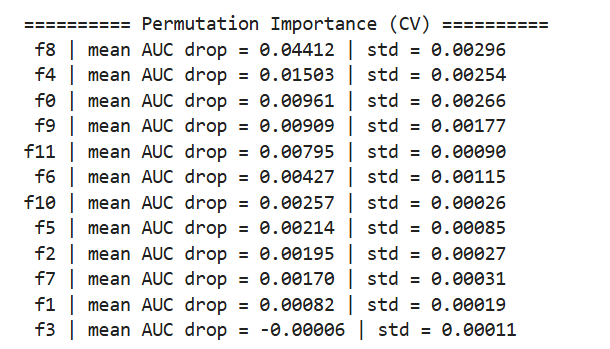 ========== Permutation Importance (CV) ==========
f8 | mean AUC drop = 0.04412 | std = 0.00296
f4 | mean AUC drop = 0.01503 | std = 0.00254
f0 | mean AUC drop = 0.00961 | std = 0.00266
f9 | mean AUC drop = 0.00909 | std = 0.00177
f11 | mean AUC drop = 0.00795 | std = 0.00090
f6 | mean AUC drop = 0.00427 | std = 0.00115
f10 | mean AUC drop = 0.00257 | std = 0.00026
f5 | mean AUC drop = 0.00214 | std = 0.00085
f2 | mean AUC drop = 0.00195 | std = 0.00027
f7 | mean AUC drop = 0.00170 | std = 0.00031
f1 | mean AUC drop = 0.00082 | std = 0.00019
f3 | mean AUC drop = -0.00006 | std = 0.00011